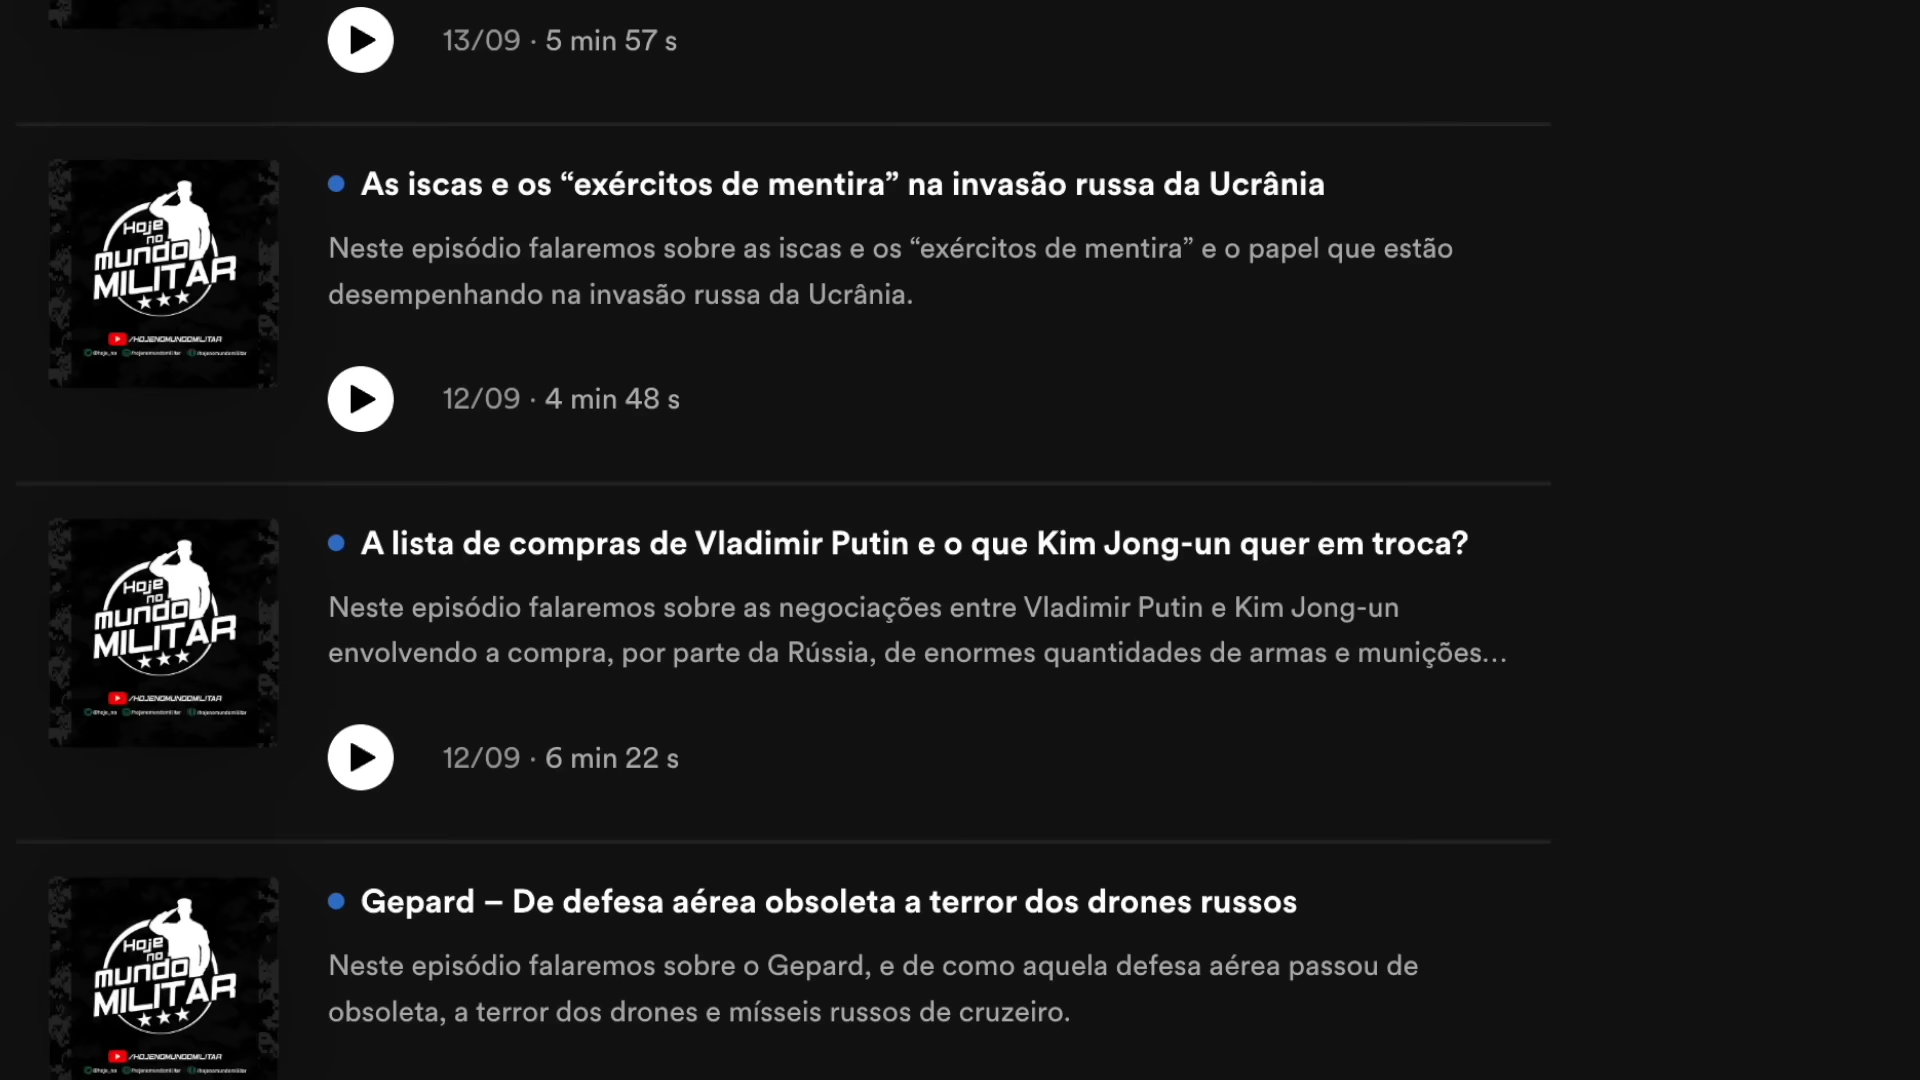 13/09 · 5 min 57 s
Hoje
no
mundo
MILITAR
/HOJENOMUNDOMILITAR
As iscas e os “exércitos de mentira” na invasão russa da Ucrânia
Neste episódio falaremos sobre as iscas e os “exércitos de mentira” e o papel que estão
desempenhando na invasão russa da Ucrânia.
12/09 · 4 min 48 s
Hoje
no
mundo
MILITAR
/HOJENOMUNDOMILITAR
A lista de compras de Vladimir Putin e o que Kim Jong-un quer em troca?
Neste episódio falaremos sobre as negociações entre Vladimir Putin e Kim Jong-un
envolvendo a compra, por parte da Rússia, de enormes quantidades de armas e munições…
12/09 · 6 min 22 s
Hoje
no
mundo
MILITAR
/HOJENOMUNDOMILITAR
Gepard – De defesa aérea obsoleta a terror dos drones russos
Neste episódio falaremos sobre o Gepard, e de como aquela defesa aérea passou de
obsoleta, a terror dos drones e mísseis russos de cruzeiro.